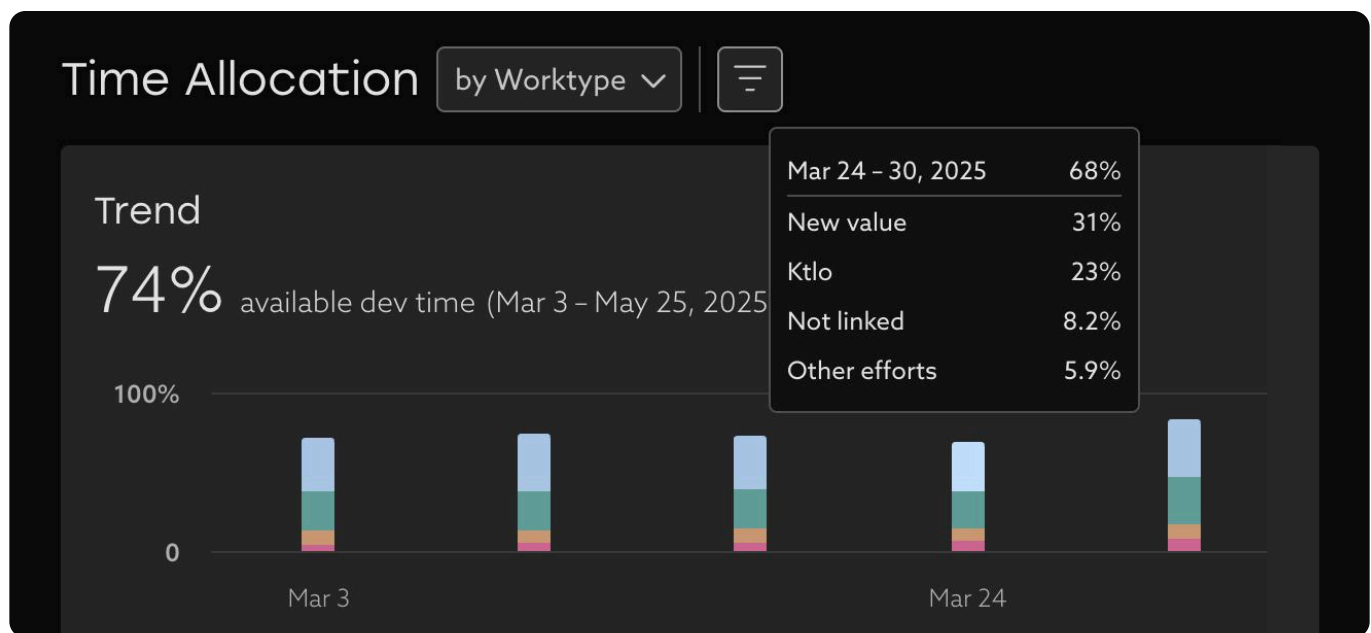 Time Allocation by Worktype
Mar 24 – 30, 2025 68%
New value 31%
Ktlo 23%
Not linked 8.2%
Other efforts 5.9%
Trend
74% available dev time (Mar 3 – May 25, 2025
100%
0
Mar 3 Mar 24